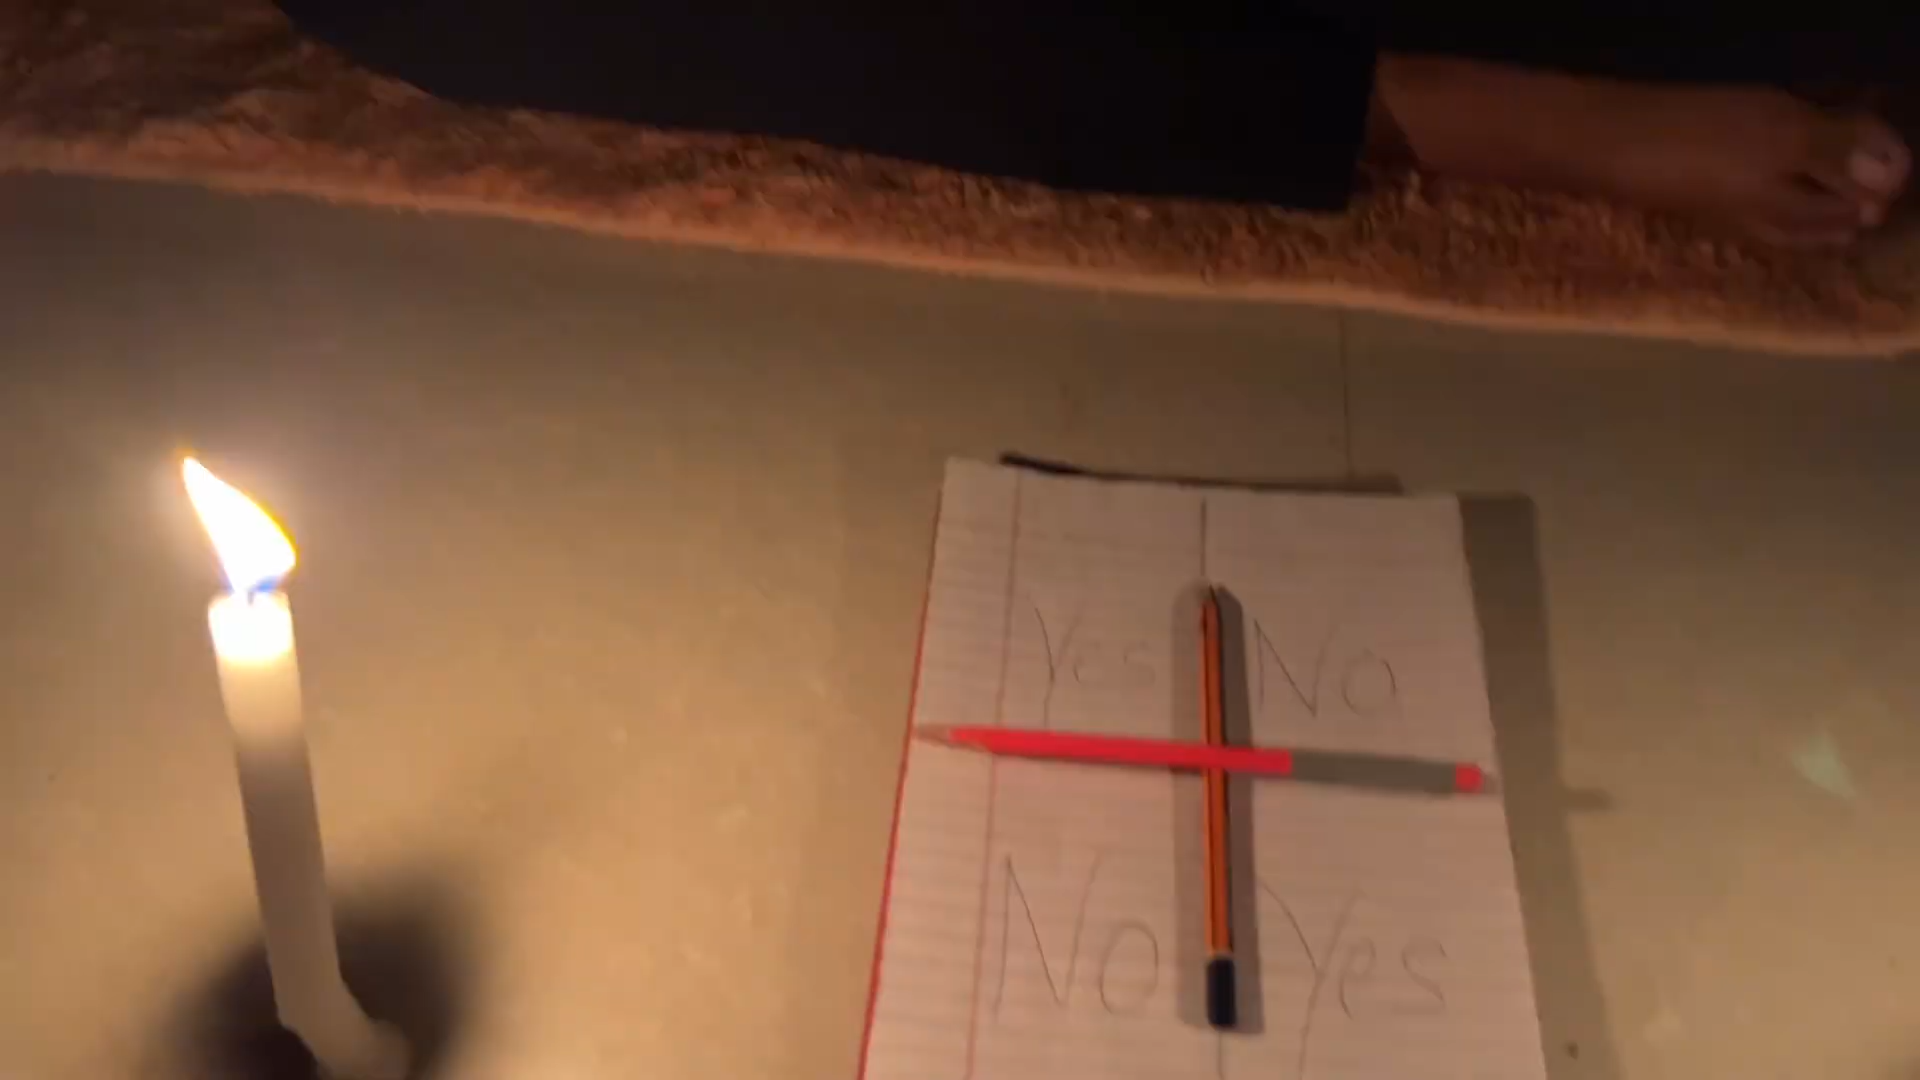 Yes No
No Yes